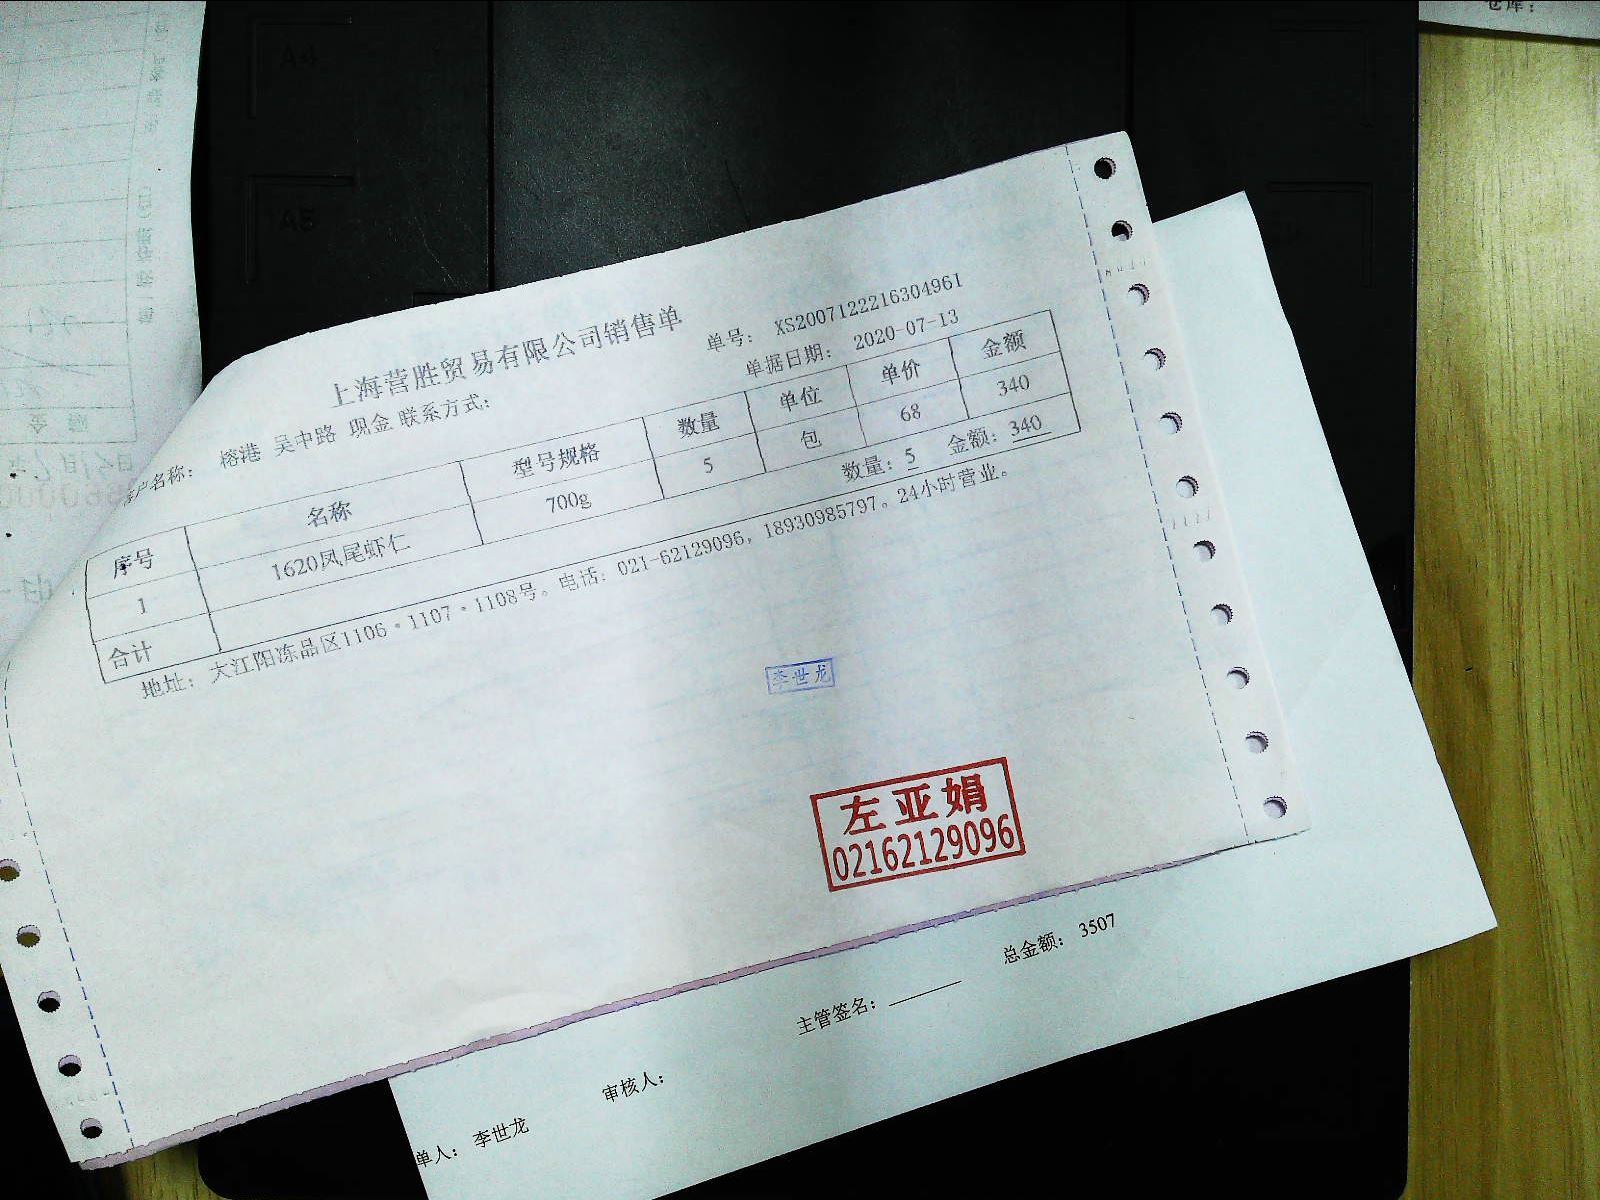 仓库:
A4
A5
上海营胜贸易有限公司销售单
单号: XS2007122216304961
客户名称: 榕港 吴中路 现金 联系方式:
单据日期: 2020-07-13
序号 名称 型号规格 数量 单位 单价 金额
1 1620凤尾虾仁 700g 5 包 68 340
合计 数量: 5 金额: 340
地址: 大江阳冻品区1106·1107·1108号。电话: 021-62129096, 18930985797。24小时营业。
李世龙
左亚娟
02162129096
单人: 李世龙 审核人: 主管签名: 总金额: 3507